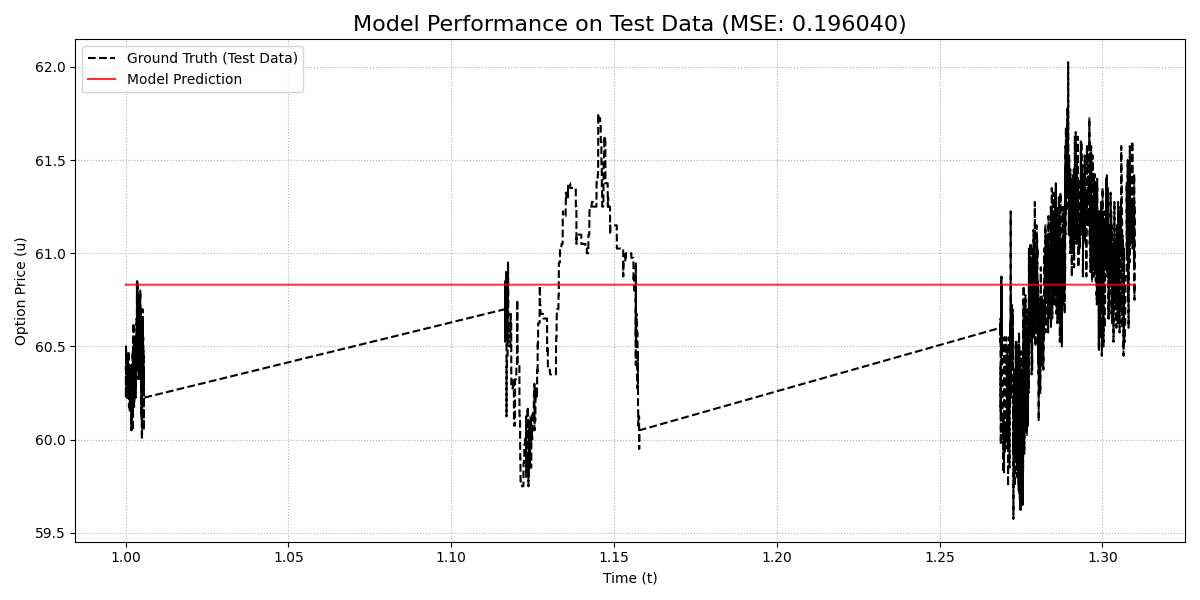 Model Performance on Test Data (MSE: 0.196040)
Ground Truth (Test Data)
Model Prediction
Option Price (u)
62.0
61.5
61.0
60.5
60.0
59.5
1.00 1.05 1.10 1.15 1.20 1.25 1.30
Time (t)